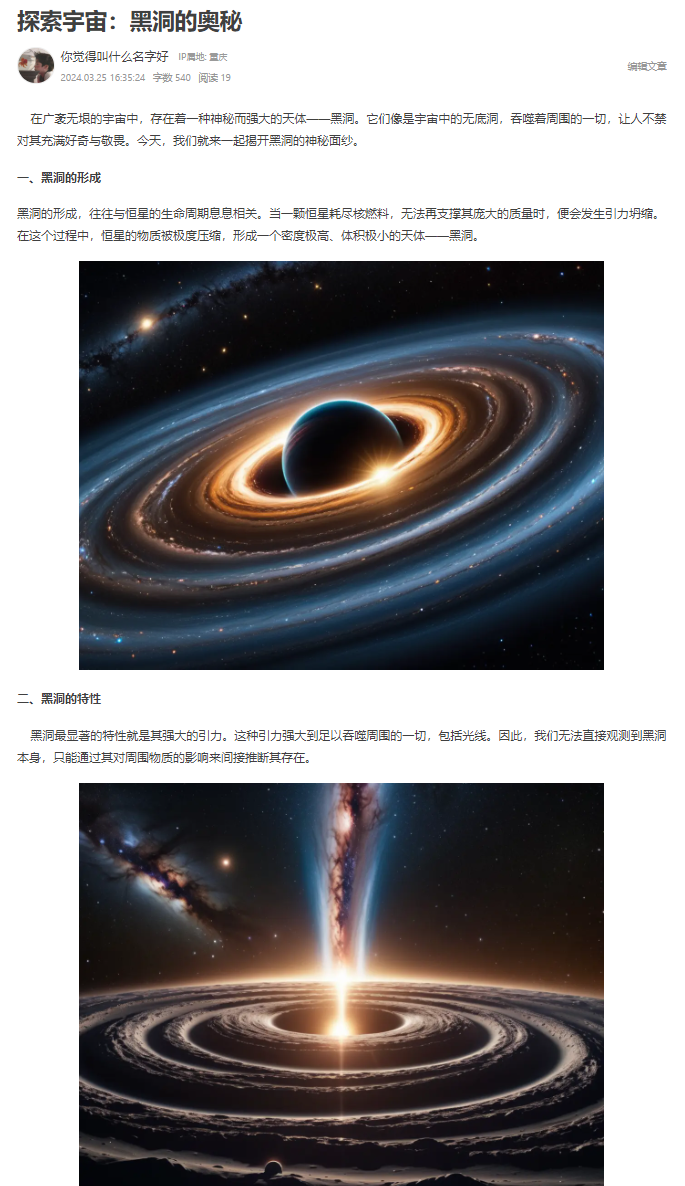 探索宇宙：黑洞的奥秘
你觉得叫什么名字好 IP属地: 重庆
2024.03.25 16:35:24 字数 540 阅读 19
编辑文章
在广袤无垠的宇宙中，存在着一种神秘而强大的天体——黑洞。它们像是宇宙中的无底洞，吞噬着周围的一切，让人不禁
对其充满好奇与敬畏。今天，我们就来一起揭开黑洞的神秘面纱。
一、黑洞的形成
黑洞的形成，往往与恒星的生命周期息息相关。当一颗恒星耗尽核燃料，无法再支撑其庞大的质量时，便会发生引力坍缩。
在这个过程中，恒星的物质被极度压缩，形成一个密度极高、体积极小的天体——黑洞。
二、黑洞的特性
黑洞最显著的特性就是其强大的引力。这种引力强大到足以吞噬周围的一切，包括光线。因此，我们无法直接观测到黑洞
本身，只能通过其对周围物质的影响来间接推断其存在。